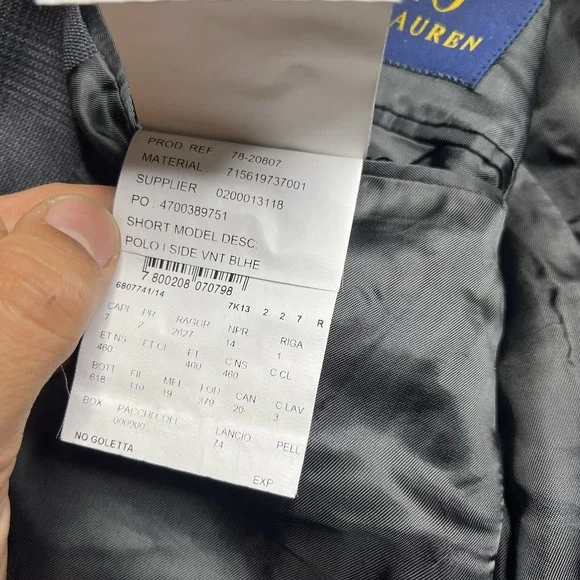 AUREN
PROD. REF 78-20807
MATERIAL : 715619737001
SUPPLIER 0200013118
PO : 4700389751
SHORT MODEL DESC:
POLO I SIDE VNT BLHE
7 800208 070798
6807741/14 7K13 2 2 7 R
CAPI PR RAGGR NPR RIGA
7 2 2627 14 1
ET NS ET CL ET C NS C CL
460 400 460
BOTT FIL MEL FOD CAN C LAV
618 110 19 379 20 3
BOX PACCHI COLL LANCIO PELL
000000 74
NO GOLETTA
EXP